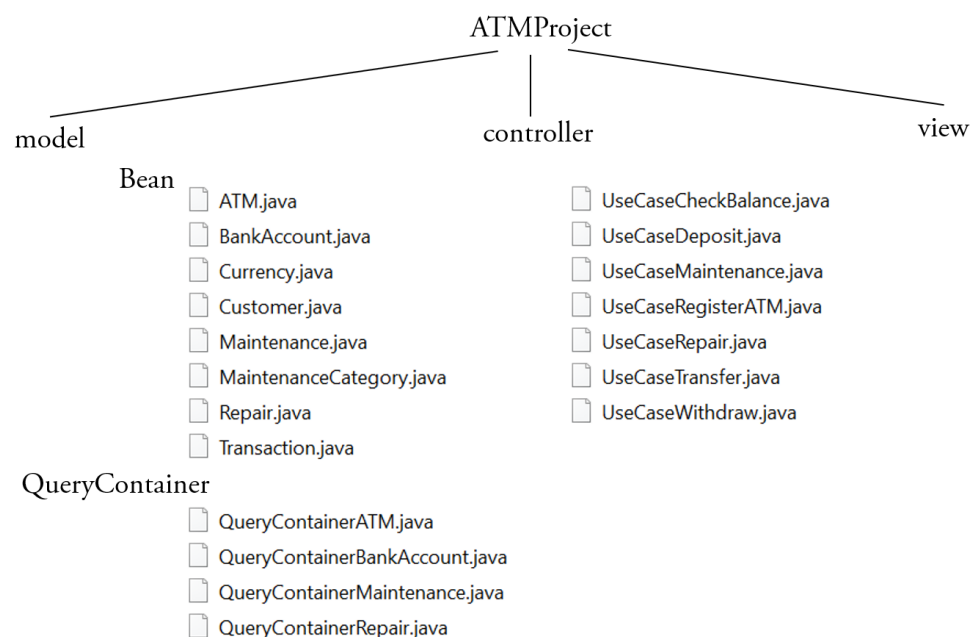 ATMProject
model
controller
view
Bean
ATM.java
BankAccount.java
Currency.java
Customer.java
Maintenance.java
MaintenanceCategory.java
Repair.java
Transaction.java
QueryContainer
QueryContainerATM.java
QueryContainerBankAccount.java
QueryContainerMaintenance.java
QueryContainerRepair.java
UseCaseCheckBalance.java
UseCaseDeposit.java
UseCaseMaintenance.java
UseCaseRegisterATM.java
UseCaseRepair.java
UseCaseTransfer.java
UseCaseWithdraw.java